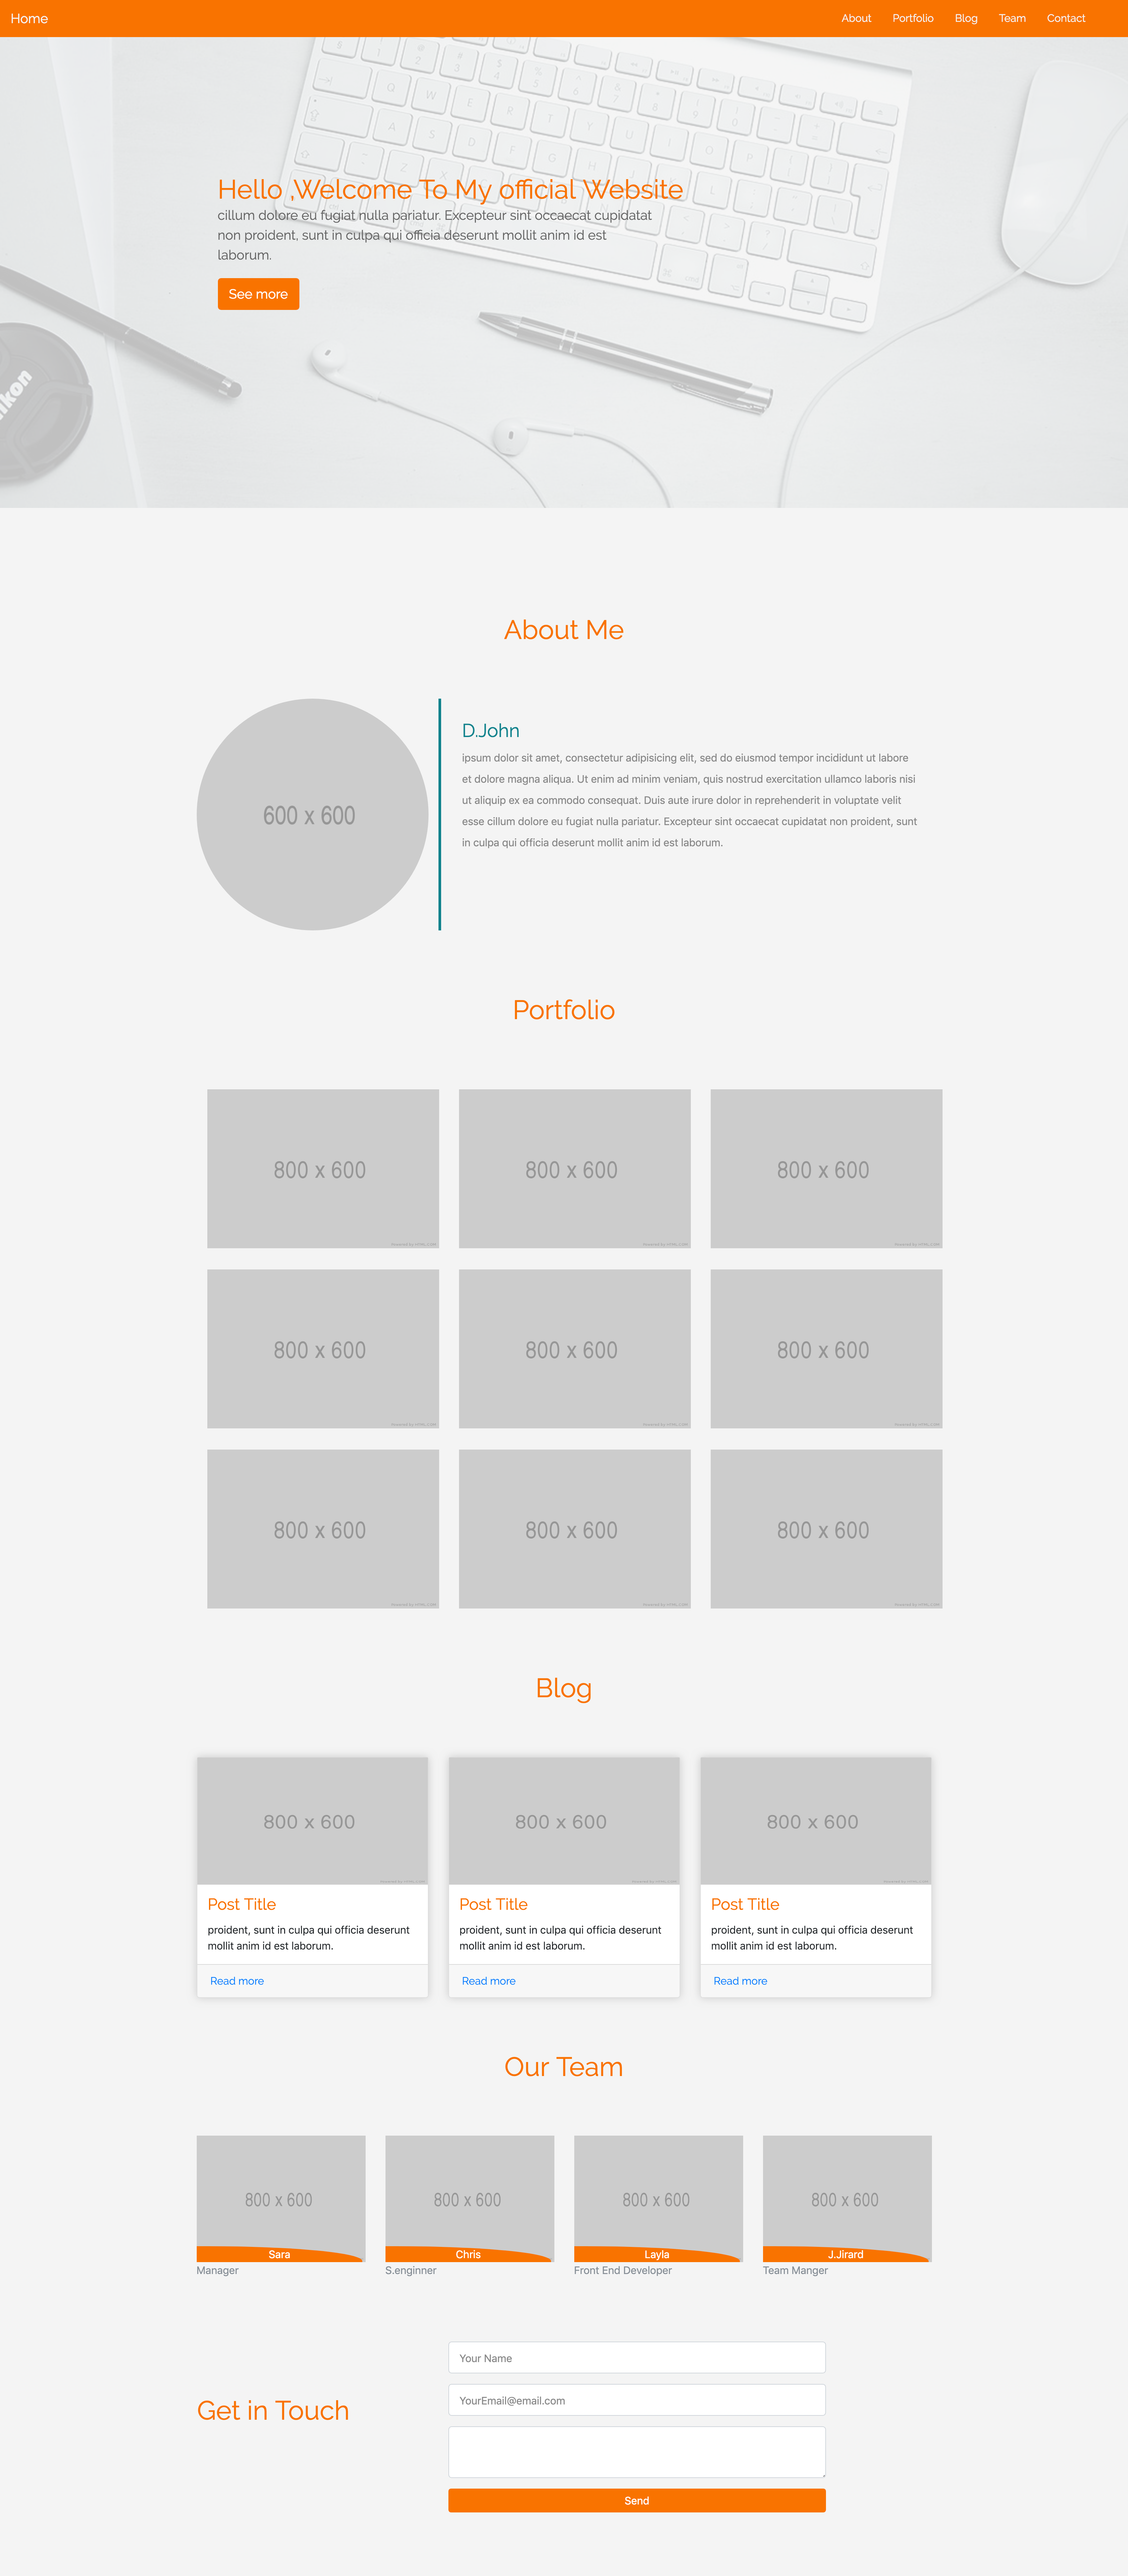 Home
About
Portfolio
Blog
Team
Contact
Hello ,Welcome To My official Website
cillum dolore eu fugiat nulla pariatur. Excepteur sint occaecat cupidatat
non proident, sunt in culpa qui officia deserunt mollit anim id est
laborum.
See more
About Me
600 x 600
D.John
ipsum dolor sit amet, consectetur adipisicing elit, sed do eiusmod tempor incididunt ut labore
et dolore magna aliqua. Ut enim ad minim veniam, quis nostrud exercitation ullamco laboris nisi
ut aliquip ex ea commodo consequat. Duis aute irure dolor in reprehenderit in voluptate velit
esse cillum dolore eu fugiat nulla pariatur. Excepteur sint occaecat cupidatat non proident, sunt
in culpa qui officia deserunt mollit anim id est laborum.
Portfolio
800 x 600
800 x 600
800 x 600
800 x 600
800 x 600
800 x 600
800 x 600
800 x 600
800 x 600
Blog
800 x 600
800 x 600
800 x 600
Post Title
proident, sunt in culpa qui officia deserunt
mollit anim id est laborum.
Read more
Post Title
proident, sunt in culpa qui officia deserunt
mollit anim id est laborum.
Read more
Post Title
proident, sunt in culpa qui officia deserunt
mollit anim id est laborum.
Read more
Our Team
800 x 600
Sara
Manager
800 x 600
Chris
S.enginner
800 x 600
Layla
Front End Developer
800 x 600
J.Jirard
Team Manger
Get in Touch
Your Name
YourEmail@email.com
Send